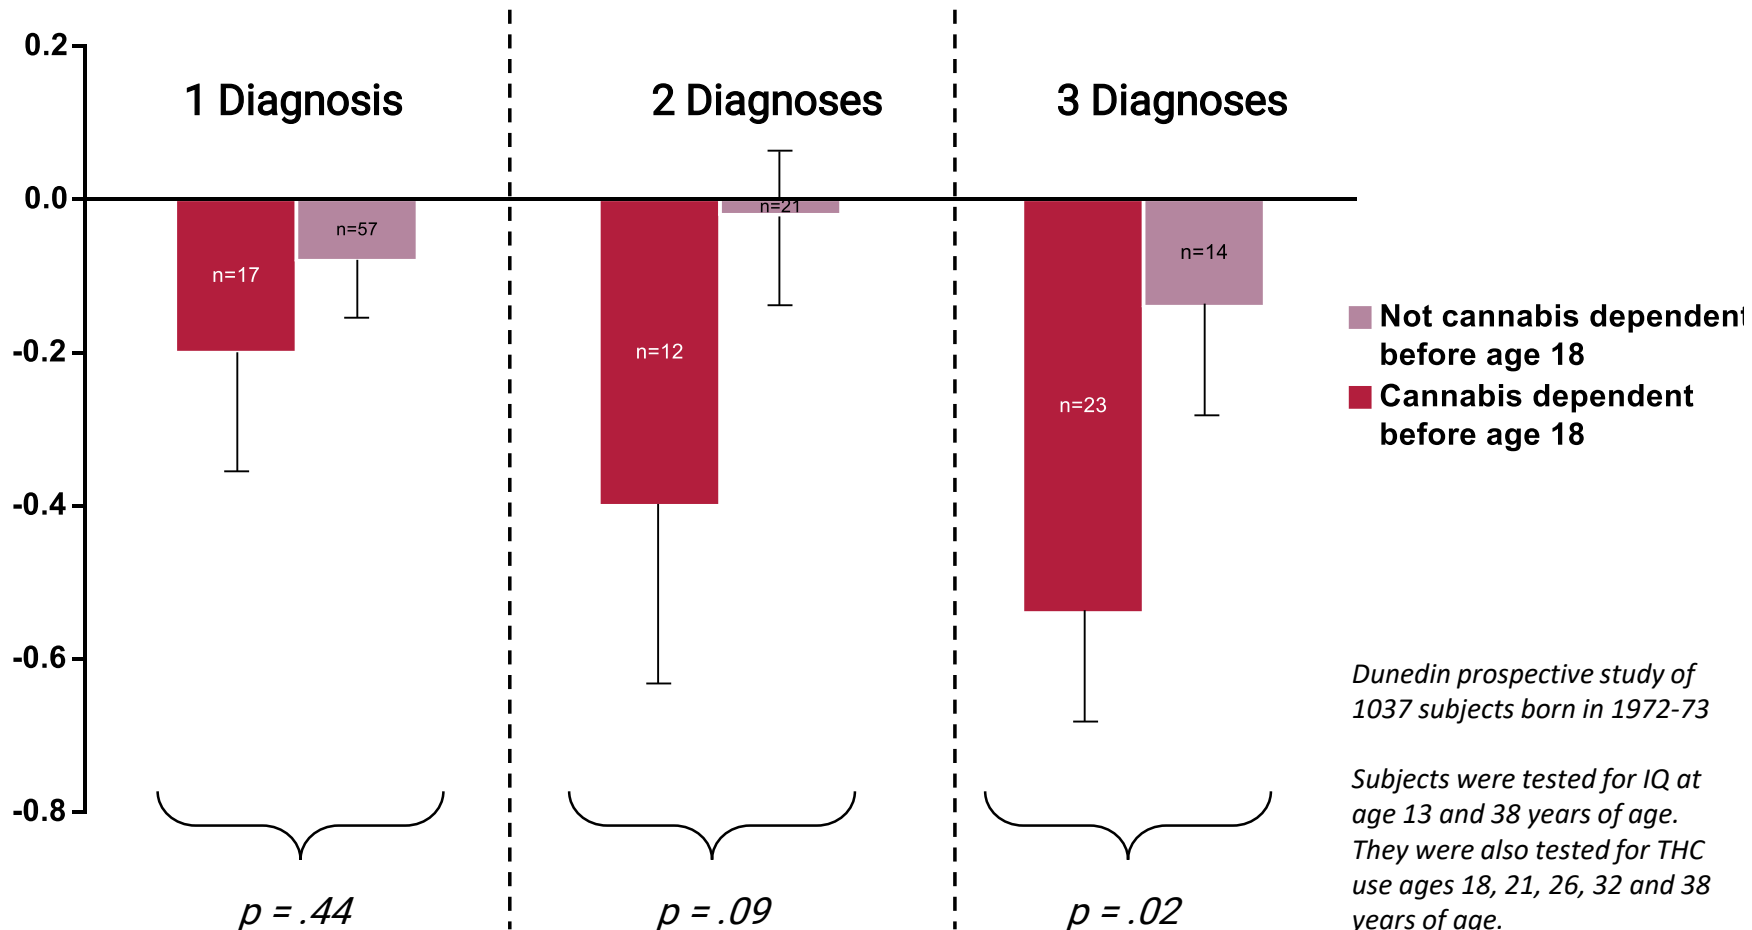 0.2
0.0
-0.2
-0.4
-0.6
-0.8
1 Diagnosis
2 Diagnoses
3 Diagnoses
n=17
n=57
n=12
n=21
n=23
n=14
p = .44
p = .09
p = .02
Not cannabis dependent
before age 18
Cannabis dependent
before age 18
Dunedin prospective study of
1037 subjects born in 1972-73
Subjects were tested for IQ at
age 13 and 38 years of age.
They were also tested for THC
use ages 18, 21, 26, 32 and 38
years of age.